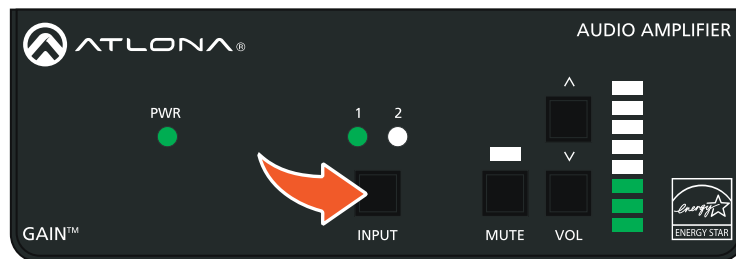 ATLONA®
AUDIO AMPLIFIER
PWR
1
2
GAIN™
INPUT
MUTE
VOL
energy
ENERGY STAR